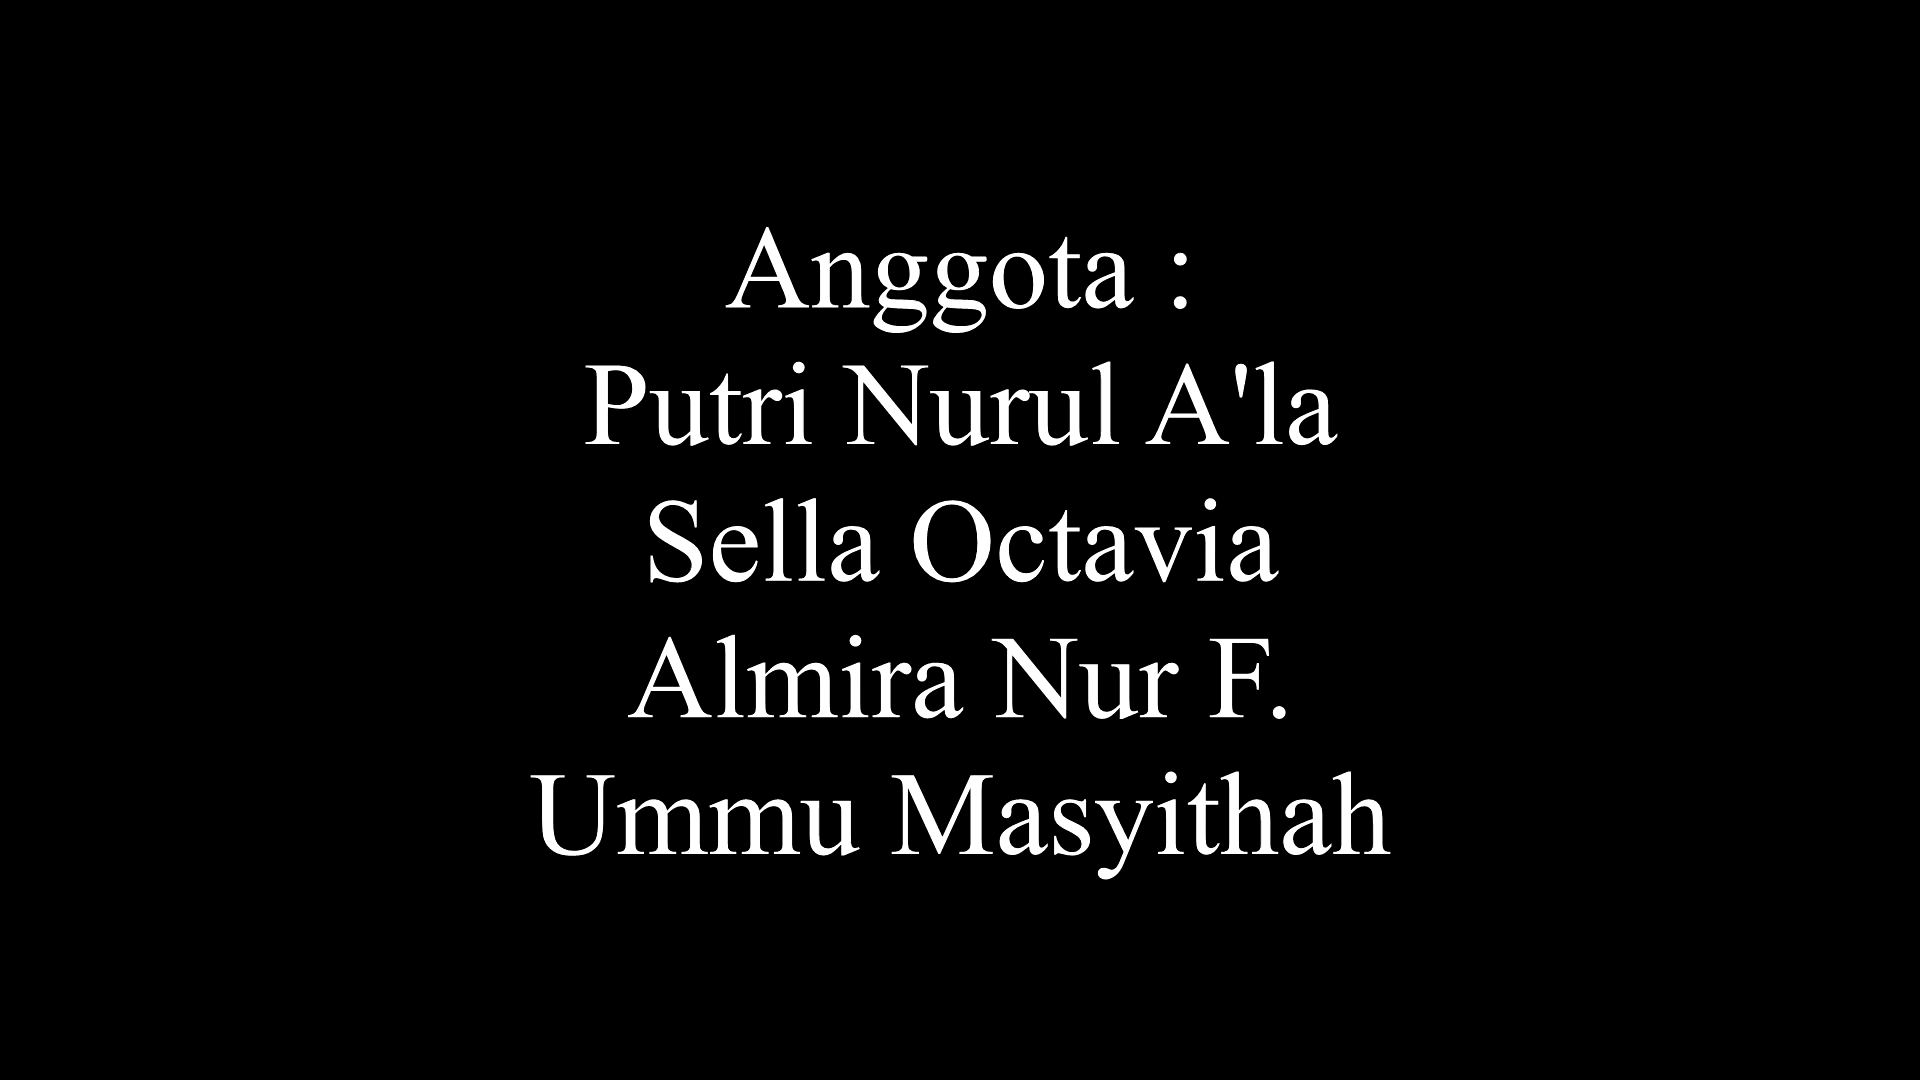 Anggota :
Putri Nurul A'la
Sella Octavia
Almira Nur F.
Ummu Masyithah